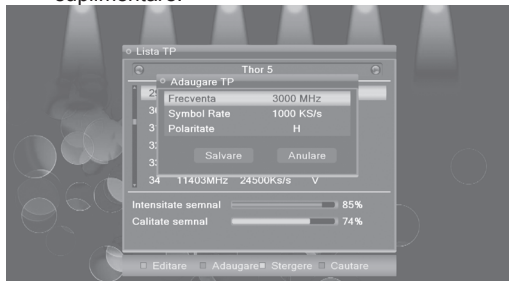 suplimentare.
Lista TP
Thor 5
Adaugare TP
Frecventa 3000 MHz
Symbol Rate 1000 KS/s
Polaritate H
Salvare Anulare
34 11403MHz 24500Ks/s V
Intensitate semnal 85%
Calitate semnal 74%
Editare Adaugare Stergere Cautare